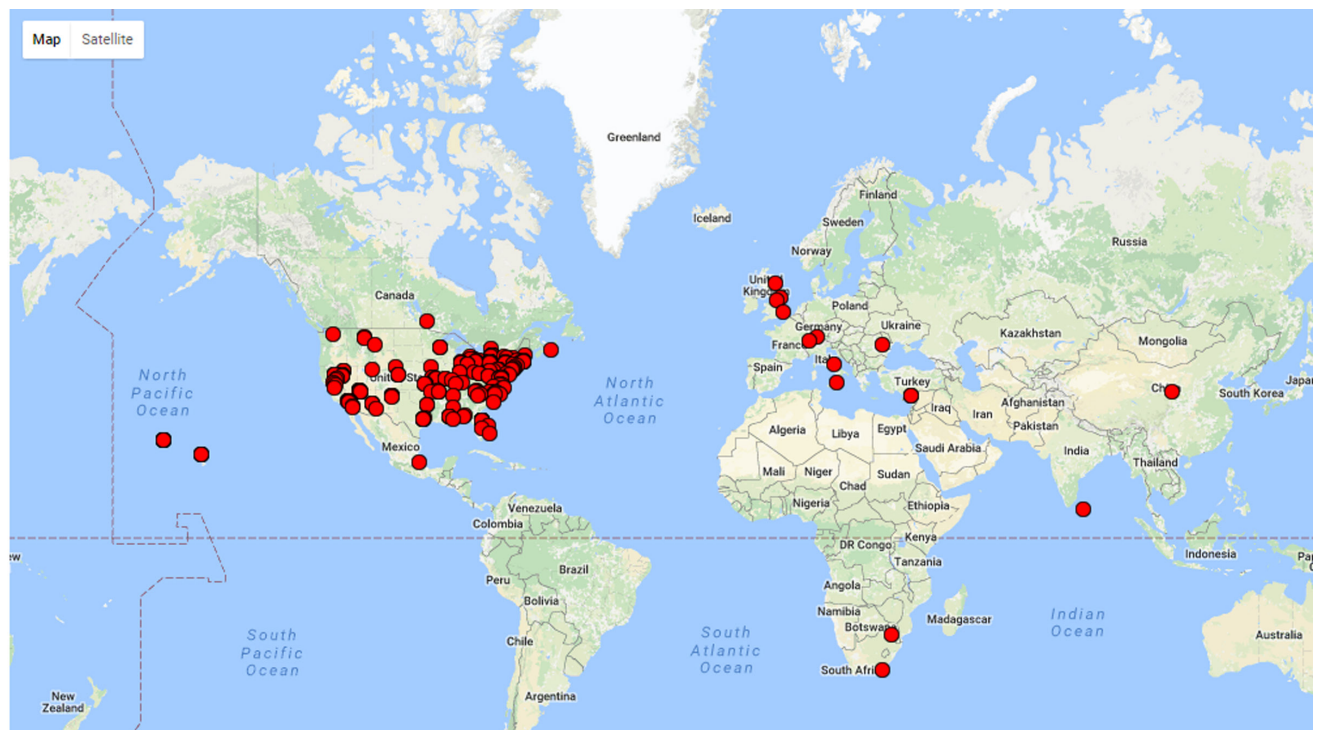 Map Satellite
Greenland
Iceland
Finland
Sweden
Norway
Russia
Canada
Poland
Germany
Ukraine
Kazakhstan
Mongolia
Spain
Turkey
South Korea
Afghanistan
Iraq
Iran
Pakistan
North
Pacific
Ocean
North
Atlantic
Ocean
Algeria
Libya
Egypt
Saudi Arabia
India
Mexico
Mali
Niger
Chad
Sudan
Thailand
Nigeria
Ethiopia
Venezuela
Colombia
DR Congo
Kenya
Tanzania
Indonesia
Brazil
Peru
Angola
Bolivia
Namibia
Madagascar
Indian
Ocean
South
Pacific
Ocean
South
Atlantic
Ocean
Chile
Australia
Argentina
New
Zealand